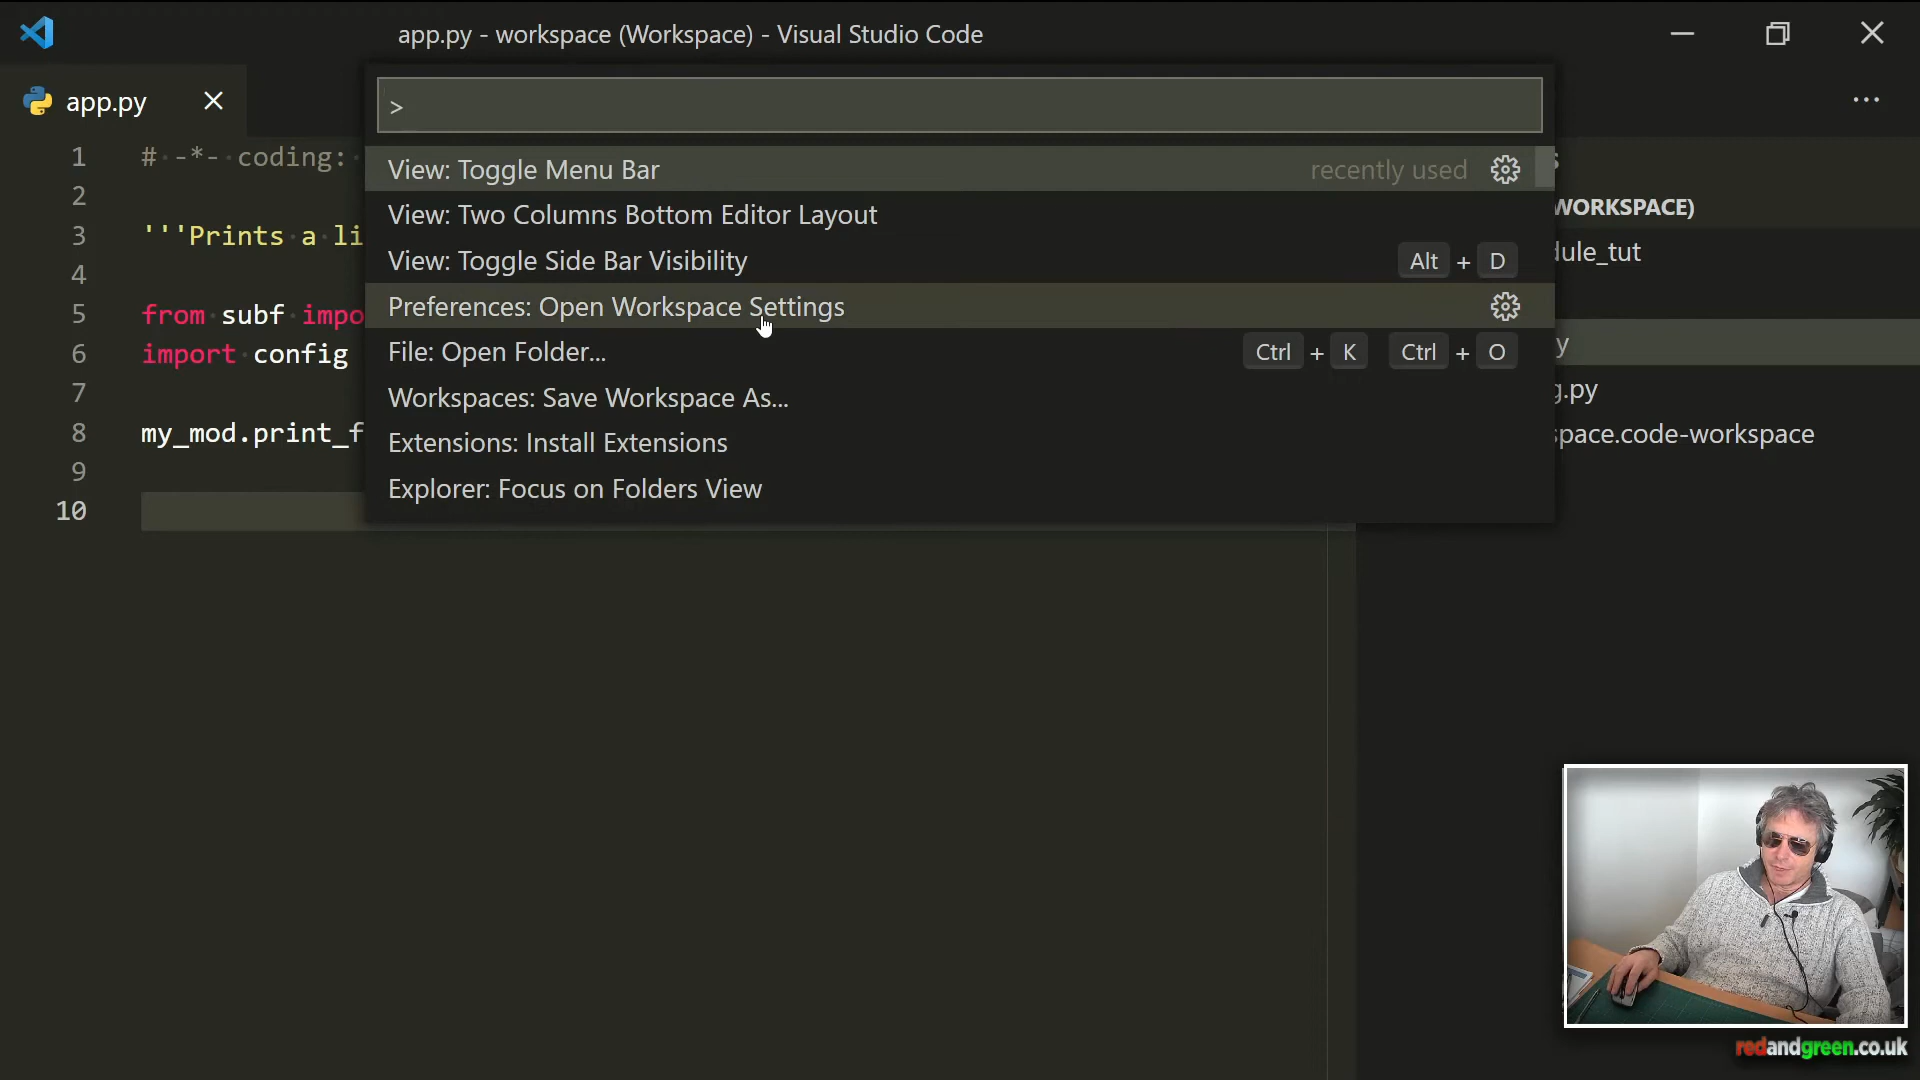 app.py - workspace (Workspace) - Visual Studio Code
app.py
>
View: Toggle Menu Bar recently used
View: Two Columns Bottom Editor Layout
View: Toggle Side Bar Visibility Alt + D
Preferences: Open Workspace Settings
File: Open Folder... Ctrl + K Ctrl + O
Workspaces: Save Workspace As...
Extensions: Install Extensions
Explorer: Focus on Folders View
1 # -*- coding:
2
3 '''Prints a li
4
5 from subf impo
6 import config
7
8 my_mod.print_f
9
10
WORKSPACE)
dule_tut
y
g.py
space.code-workspace
redandgreen.co.uk